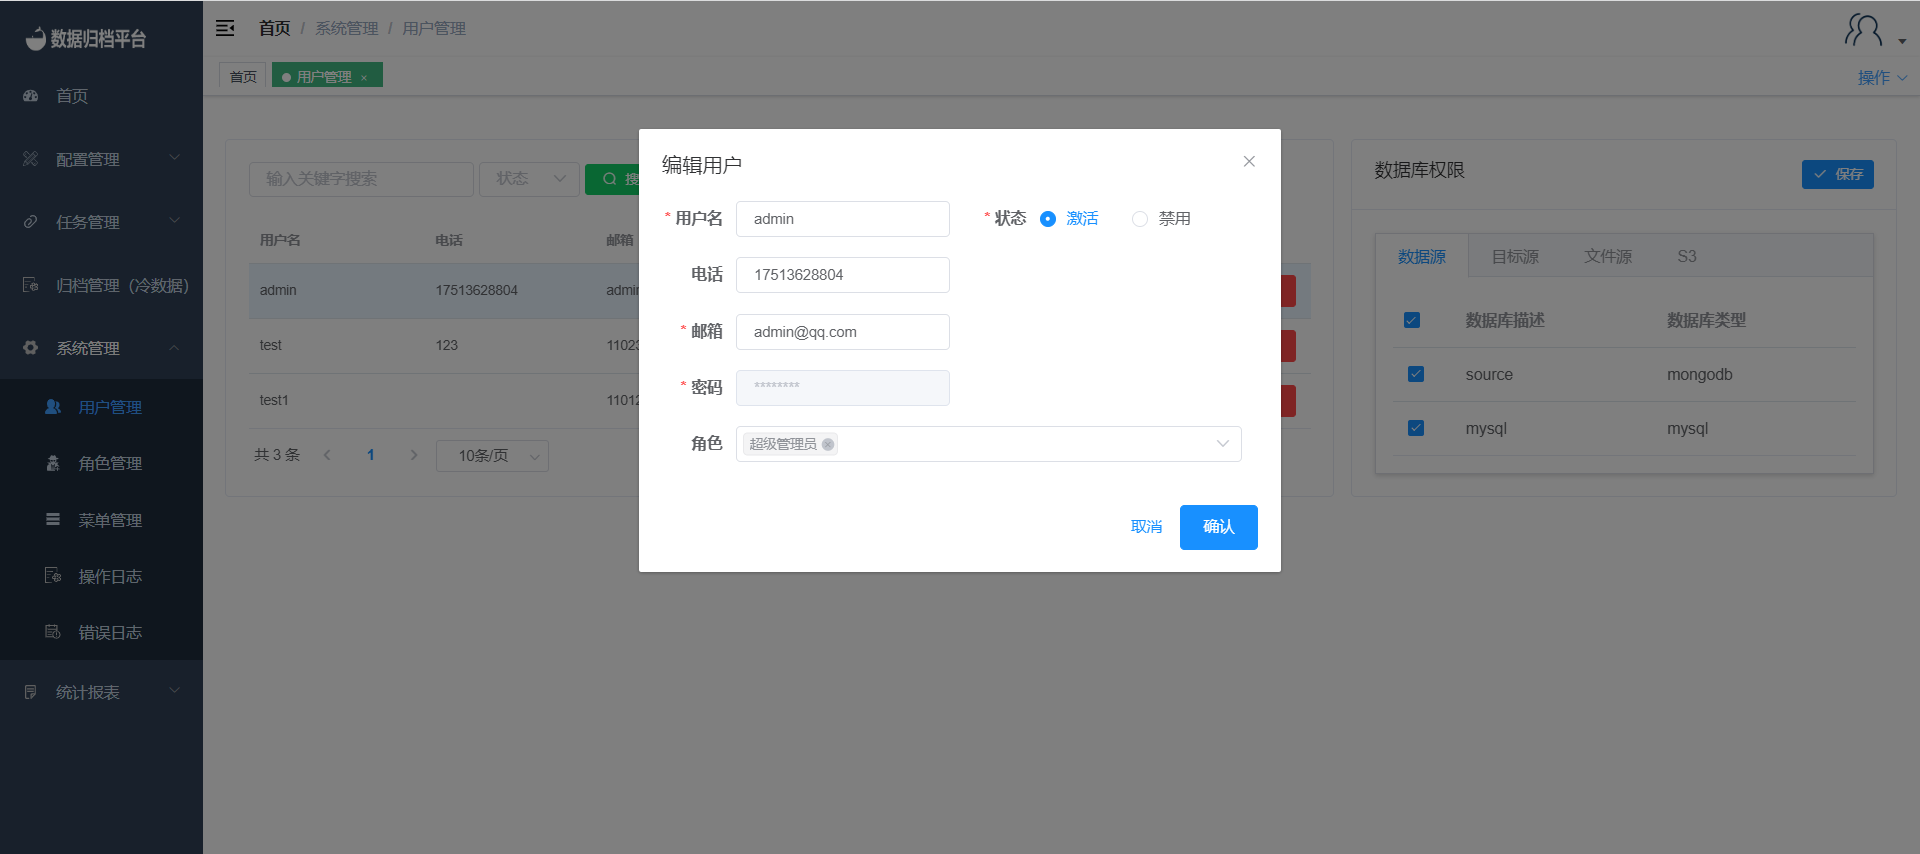 数据归档平台
首页
配置管理
任务管理
归档管理（冷数据）
系统管理
用户管理
角色管理
菜单管理
操作日志
错误日志
统计报表
首页 / 系统管理 / 用户管理
首页
用户管理 ×
操作
输入关键字搜索
状态
搜
用户名 电话 邮箱
admin 17513628804 admin
test 123 11023
test1 11012
共 3 条
1
10条/页
编辑用户
* 用户名 admin
* 状态 激活 禁用
电话 17513628804
* 邮箱 admin@qq.com
* 密码 ********
角色 超级管理员
取消 确认
数据库权限
保存
数据源 目标源 文件源 S3
数据库描述 数据库类型
source mongodb
mysql mysql